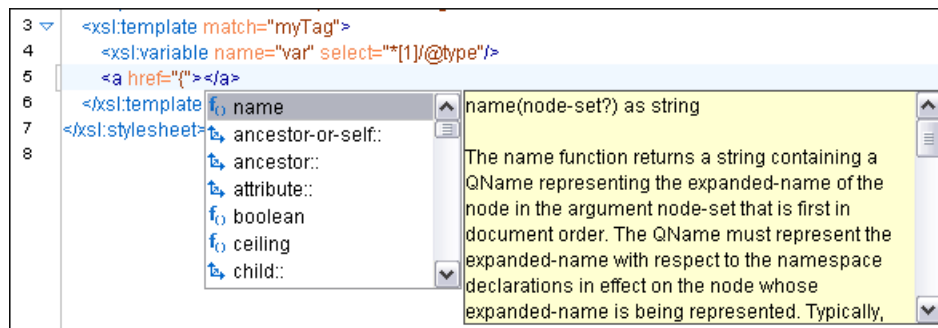 3 <xsl:template match="myTag">
4 <xsl:variable name="var" select="*[1]/@type"/>
5 <a href="{"></a>
6 </xsl:template
7 </xsl:stylesheet>
8
f() name
ancestor-or-self::
ancestor::
attribute::
f() boolean
f() ceiling
child::
name(node-set?) as string
The name function returns a string containing a
QName representing the expanded-name of the
node in the argument node-set that is first in
document order. The QName must represent the
expanded-name with respect to the namespace
declarations in effect on the node whose
expanded-name is being represented. Typically,